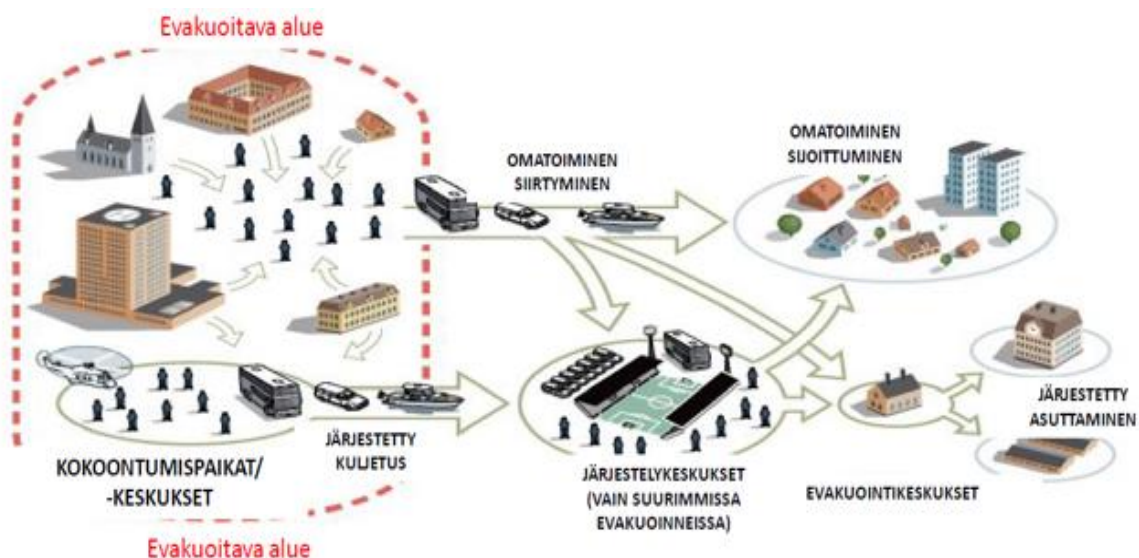 Evakuoitava alue
OMATOIMINEN
SIIRTYMINEN
OMATOIMINEN
SIJOITTUMINEN
JÄRJESTETTY
KULJETUS
KOKOONTUMISPAIKAT/
-KESKUKSET
JÄRJESTELYKESKUKSET
(VAIN SUURIMMISSA
EVAKUOINNEISSA)
EVAKUOINTIKESKUKSET
JÄRJESTETTY
ASUTTAMINEN
Evakuoitava alue